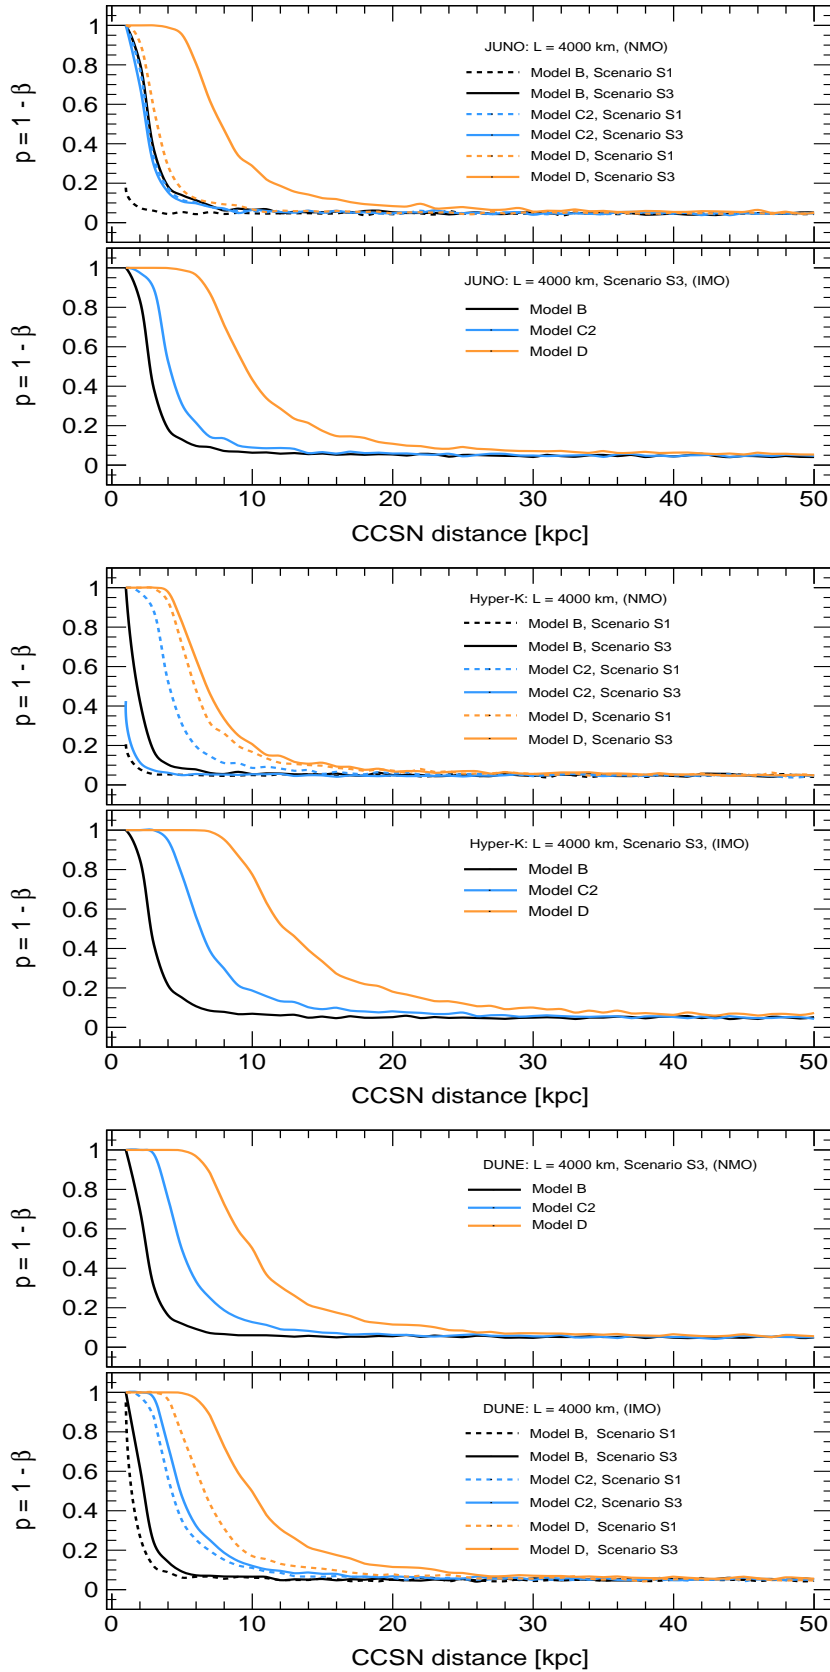 p = 1 - β
1
0.8
0.6
0.4
0.2
0
JUNO: L = 4000 km, (NMO)
Model B, Scenario S1
Model B, Scenario S3
Model C2, Scenario S1
Model C2, Scenario S3
Model D, Scenario S1
Model D, Scenario S3
p = 1 - β
1
0.8
0.6
0.4
0.2
0
JUNO: L = 4000 km, Scenario S3, (IMO)
Model B
Model C2
Model D
0 10 20 30 40 50
CCSN distance [kpc]
p = 1 - β
1
0.8
0.6
0.4
0.2
0
Hyper-K: L = 4000 km, (NMO)
Model B, Scenario S1
Model B, Scenario S3
Model C2, Scenario S1
Model C2, Scenario S3
Model D, Scenario S1
Model D, Scenario S3
p = 1 - β
1
0.8
0.6
0.4
0.2
0
Hyper-K: L = 4000 km, Scenario S3, (IMO)
Model B
Model C2
Model D
0 10 20 30 40 50
CCSN distance [kpc]
p = 1 - β
1
0.8
0.6
0.4
0.2
0
DUNE: L = 4000 km, Scenario S3, (NMO)
Model B
Model C2
Model D
p = 1 - β
1
0.8
0.6
0.4
0.2
0
DUNE: L = 4000 km, (IMO)
Model B, Scenario S1
Model B, Scenario S3
Model C2, Scenario S1
Model C2, Scenario S3
Model D, Scenario S1
Model D, Scenario S3
0 10 20 30 40 50
CCSN distance [kpc]